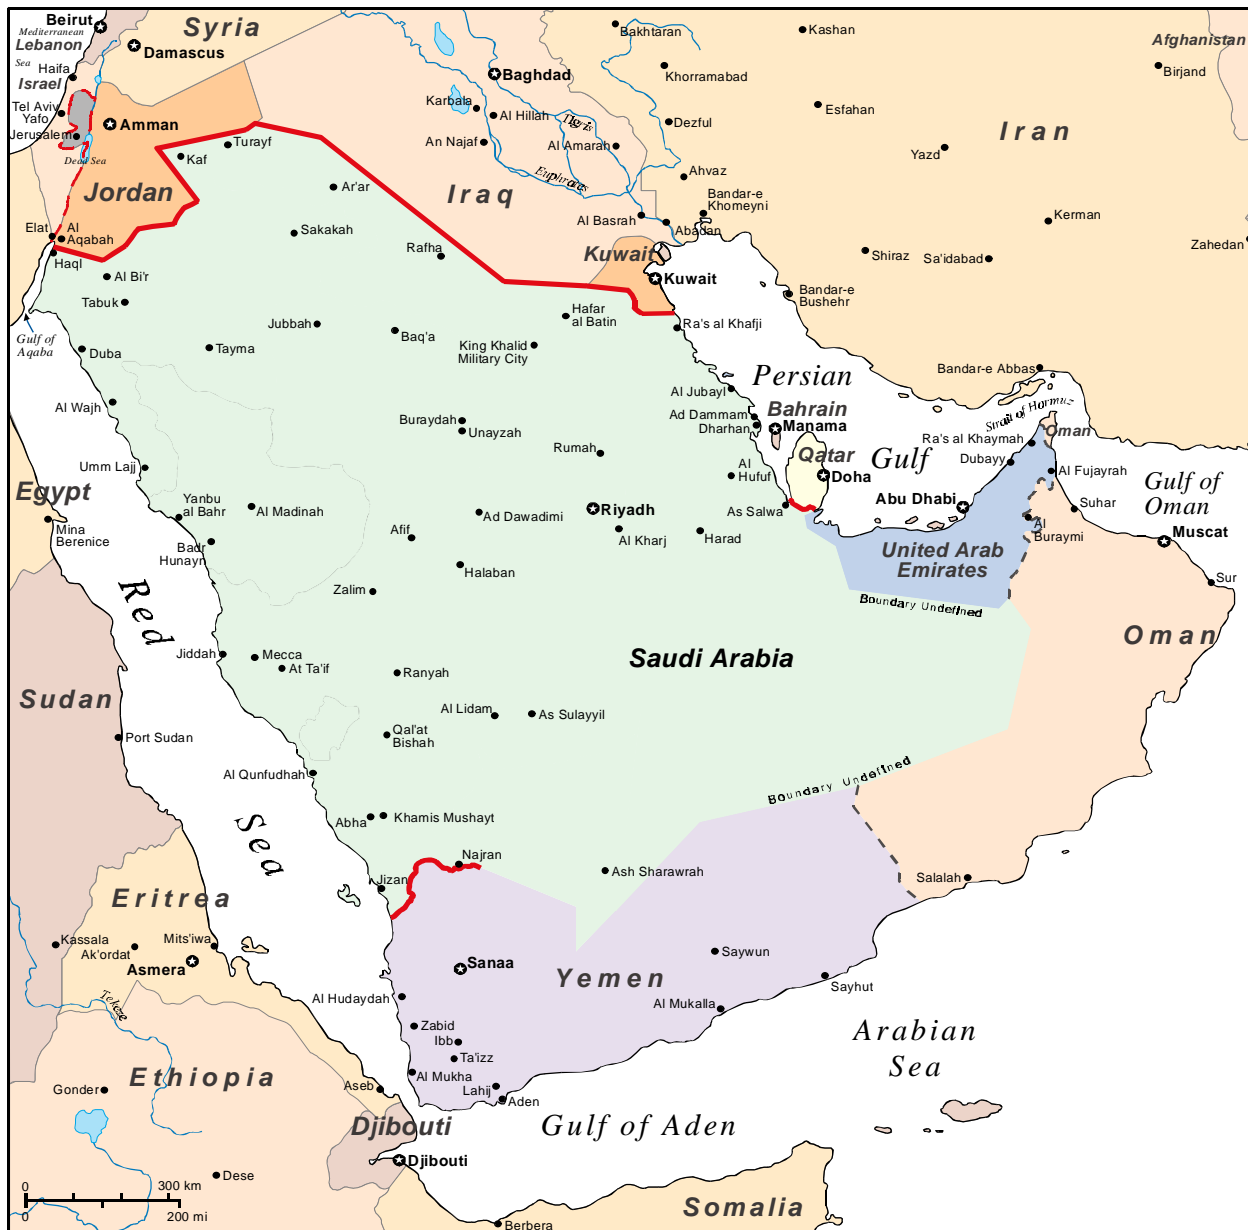 Beirut
Mediterranean
Lebanon
Sea
Haifa
Israel
Tel Aviv
Yafo
Jerusalem
Dead Sea
Syria
Damascus
Amman
Jordan
Elat
Al
Aqabah
Haql
Gulf of
Aqaba
Baghdad
Karbala
Al Hillah
Tigris
An Najaf
Al Amarah
Euphrates
Iraq
Al Basrah
Abadan
Bakhtaran
Khorramabad
Dezful
Ahvaz
Bandar-e
Khomeyni
Kashan
Esfahan
Yazd
Iran
Afghanistan
Birjand
Kerman
Zahedan
Shiraz
Sa'idabad
Bandar-e
Bushehr
Bandar-e Abbas
Kuwait
Kuwait
Turayf
Kaf
Ar'ar
Sakakah
Rafha
Al Bi'r
Tabuk
Jubbah
Baq'a
Hafar
al Batin
Ra's al Khafji
King Khalid
Military City
Duba
Tayma
Al Wajh
Buraydah
Unayzah
Rumah
Al Jubayl
Ad Dammam
Dharhan
Persian
Gulf
Bahrain
Manama
Qatar
Doha
Strait of Hormuz
Oman
Ra's al Khaymah
Dubayy
Al Fujayrah
Gulf of
Oman
Abu Dhabi
Suhar
Muscat
Al
Buraymi
Sur
United Arab
Emirates
Boundary Undefined
Oman
Umm Lajj
Al
Hufuf
As Salwa
Egypt
Mina
Berenice
Yanbu
al Bahr
Al Madinah
Ad Dawadimi
Riyadh
Al Kharj
Harad
Badr
Hunayn
Afif
Halaban
Zalim
Red
Sea
Jiddah
Mecca
At Ta'if
Ranyah
Saudi Arabia
Al Lidam
As Sulayyil
Qal'at
Bishah
Sudan
Port Sudan
Al Qunfudhah
Boundary Undefined
Abha
Khamis Mushayt
Najran
Jizan
Ash Sharawrah
Salalah
Eritrea
Kassala
Ak'ordat
Mits'iwa
Asmera
Tekeze
Sanaa
Yemen
Saywun
Sayhut
Al Mukalla
Al Hudaydah
Zabid
Ibb
Ta'izz
Al Mukha
Lahij
Aden
Arabian
Sea
Ethiopia
Gonder
Aseb
Djibouti
Djibouti
Gulf of Aden
Dese
Somalia
Berbera
0
300 km
0
200 mi